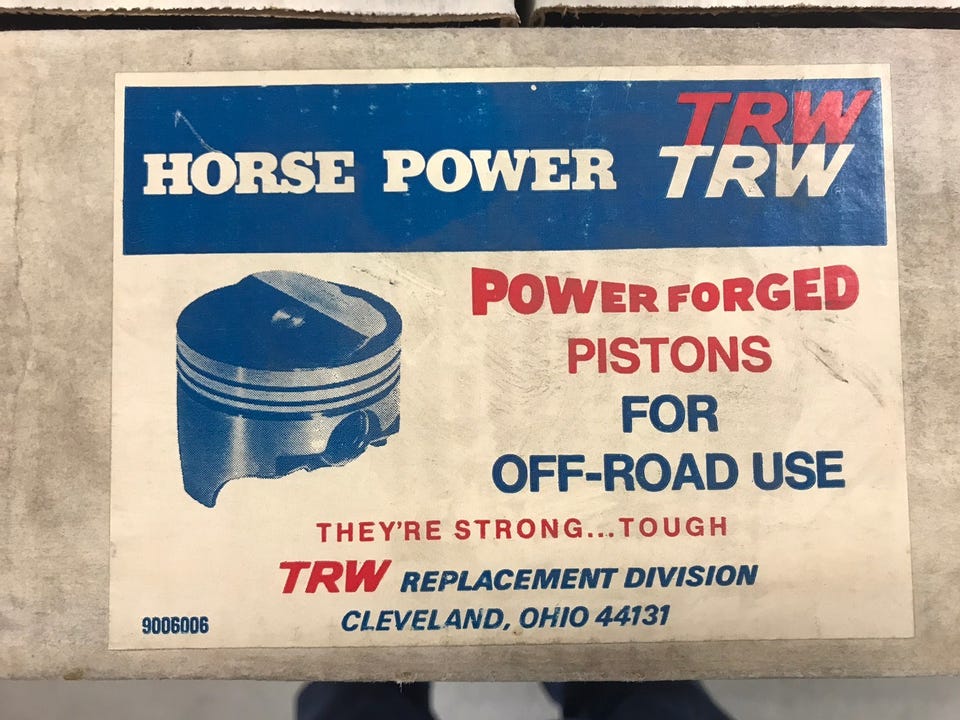 TRW
HORSE POWER TRW
POWER FORGED
PISTONS
FOR
OFF-ROAD USE
THEY'RE STRONG...TOUGH
TRW REPLACEMENT DIVISION
CLEVELAND, OHIO 44131
9006006